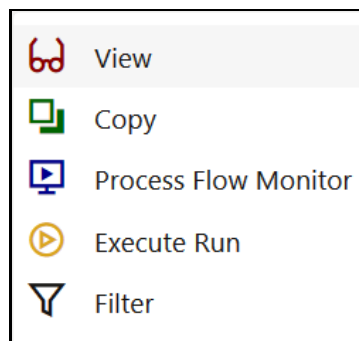 View
Copy
Process Flow Monitor
Execute Run
Filter